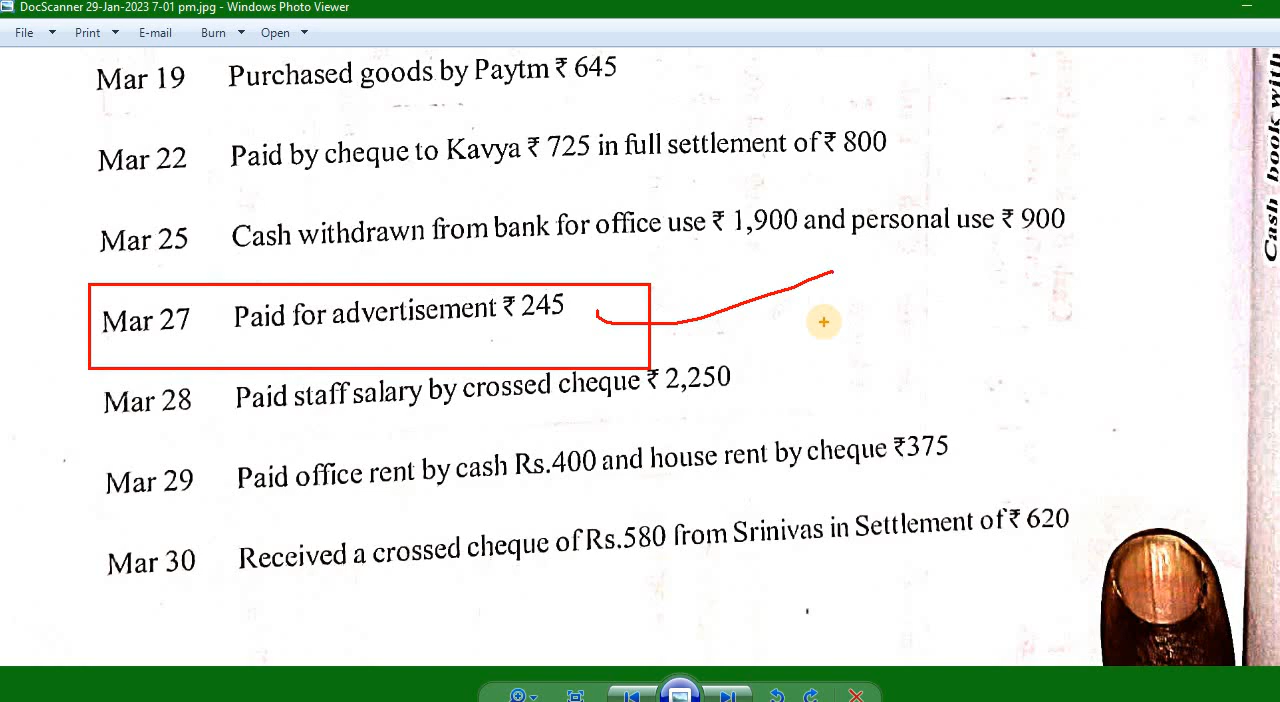 DocScanner 29-Jan-2023 7-01 pm.jpg - Windows Photo Viewer
File Print E-mail Burn Open
Mar 19 Purchased goods by Paytm ₹ 645
Mar 22 Paid by cheque to Kavya ₹ 725 in full settlement of ₹ 800
Mar 25 Cash withdrawn from bank for office use ₹ 1,900 and personal use ₹ 900
Mar 27 Paid for advertisement ₹ 245
Mar 28 Paid staff salary by crossed cheque ₹ 2,250
Mar 29 Paid office rent by cash Rs.400 and house rent by cheque ₹375
Mar 30 Received a crossed cheque of Rs.580 from Srinivas in Settlement of ₹ 620
Cash book with